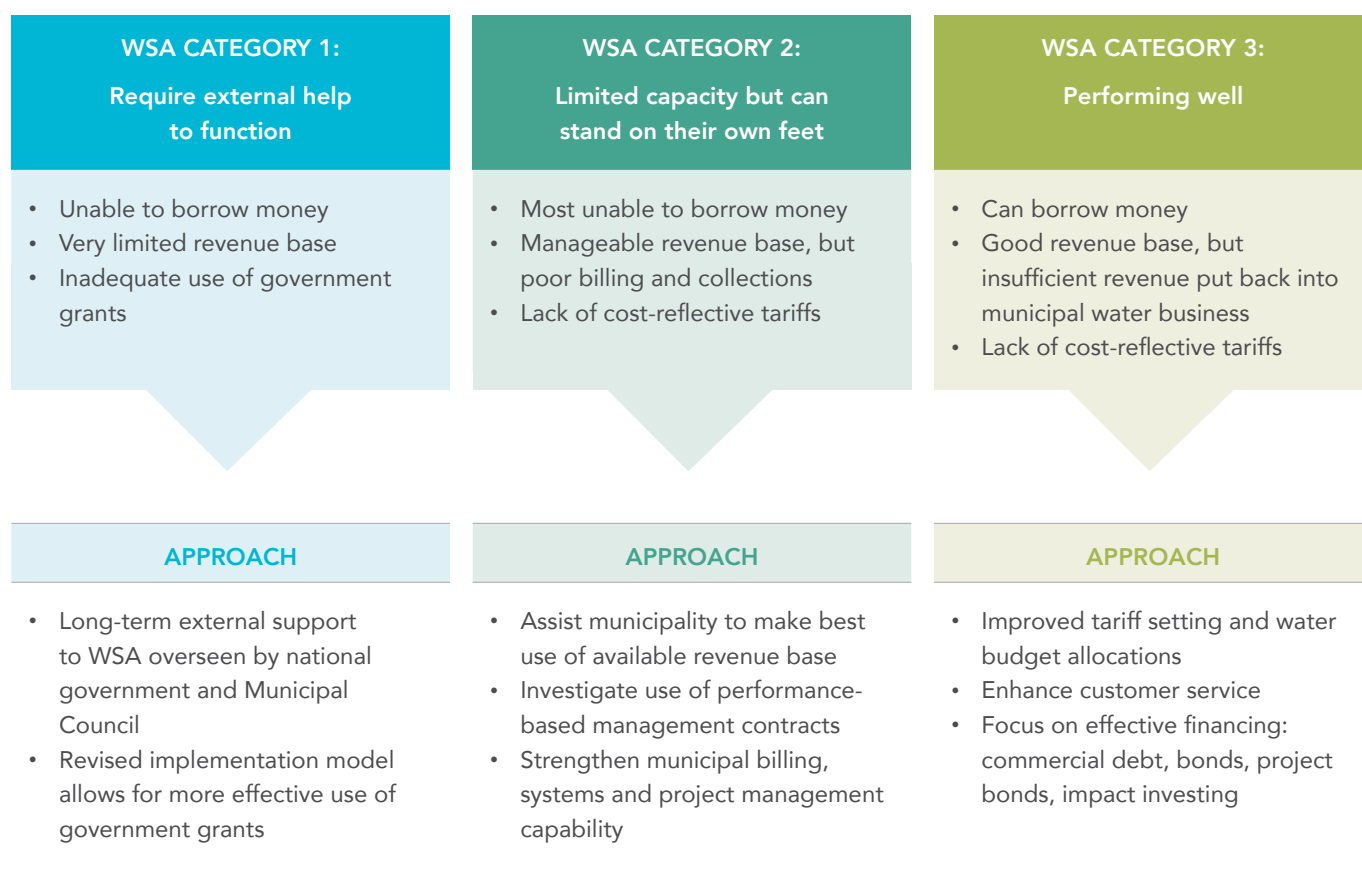 WSA CATEGORY 1:
Require external help
to function
• Unable to borrow money
• Very limited revenue base
• Inadequate use of government
grants
APPROACH
• Long-term external support
to WSA overseen by national
government and Municipal
Council
• Revised implementation model
allows for more effective use of
government grants
WSA CATEGORY 2:
Limited capacity but can
stand on their own feet
• Most unable to borrow money
• Manageable revenue base, but
poor billing and collections
• Lack of cost-reflective tariffs
APPROACH
• Assist municipality to make best
use of available revenue base
• Investigate use of performance-
based management contracts
• Strengthen municipal billing,
systems and project management
capability
WSA CATEGORY 3:
Performing well
• Can borrow money
• Good revenue base, but
insufficient revenue put back into
municipal water business
• Lack of cost-reflective tariffs
APPROACH
• Improved tariff setting and water
budget allocations
• Enhance customer service
• Focus on effective financing:
commercial debt, bonds, project
bonds, impact investing